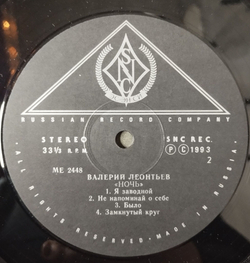 SNC
RUSSIAN RECORD COMPANY
STEREO
33⅓ R.P.M.
SNC REC.
Ⓟ Ⓒ 1993
2
ME 2448
ВАЛЕРИЙ ЛЕОНТЬЕВ
«НОЧЬ»
1. Я заводной
2. Не напоминай о себе
3. Было
4. Замкнутый круг
ALL RIGHTS RESERVED • MADE IN RUSSIA